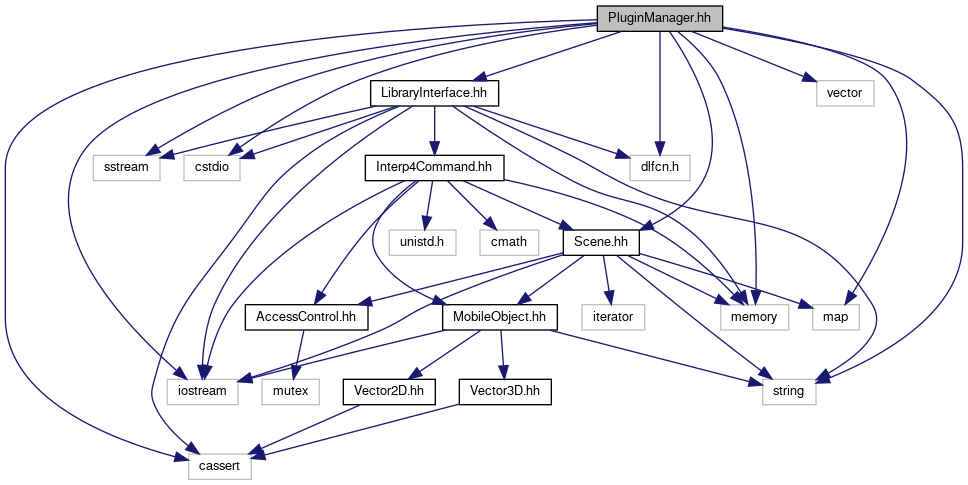 PluginManager.hh
LibraryInterface.hh
vector
sstream
cstdio
Interp4Command.hh
dlfcn.h
unistd.h
cmath
Scene.hh
AccessControl.hh
MobileObject.hh
iterator
memory
map
iostream
mutex
Vector2D.hh
Vector3D.hh
string
cassert